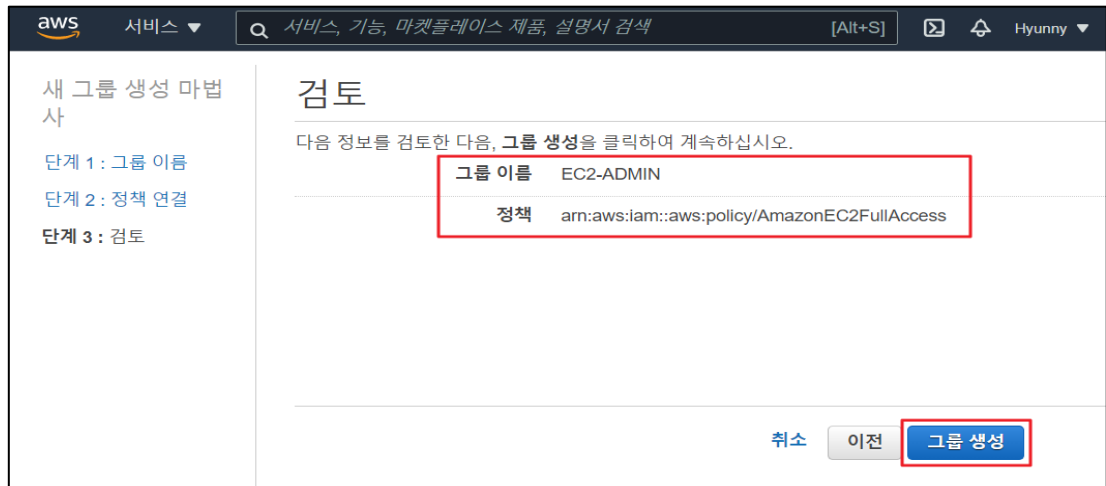 aws 서비스 ▼ 서비스, 기능, 마켓플레이스 제품, 설명서 검색 [Alt+S] Hyunny ▼
새 그룹 생성 마법
사
단계 1 : 그룹 이름
단계 2 : 정책 연결
단계 3 : 검토
검토
다음 정보를 검토한 다음, 그룹 생성을 클릭하여 계속하십시오.
그룹 이름 EC2-ADMIN
정책 arn:aws:iam::aws:policy/AmazonEC2FullAccess
취소 이전 그룹 생성